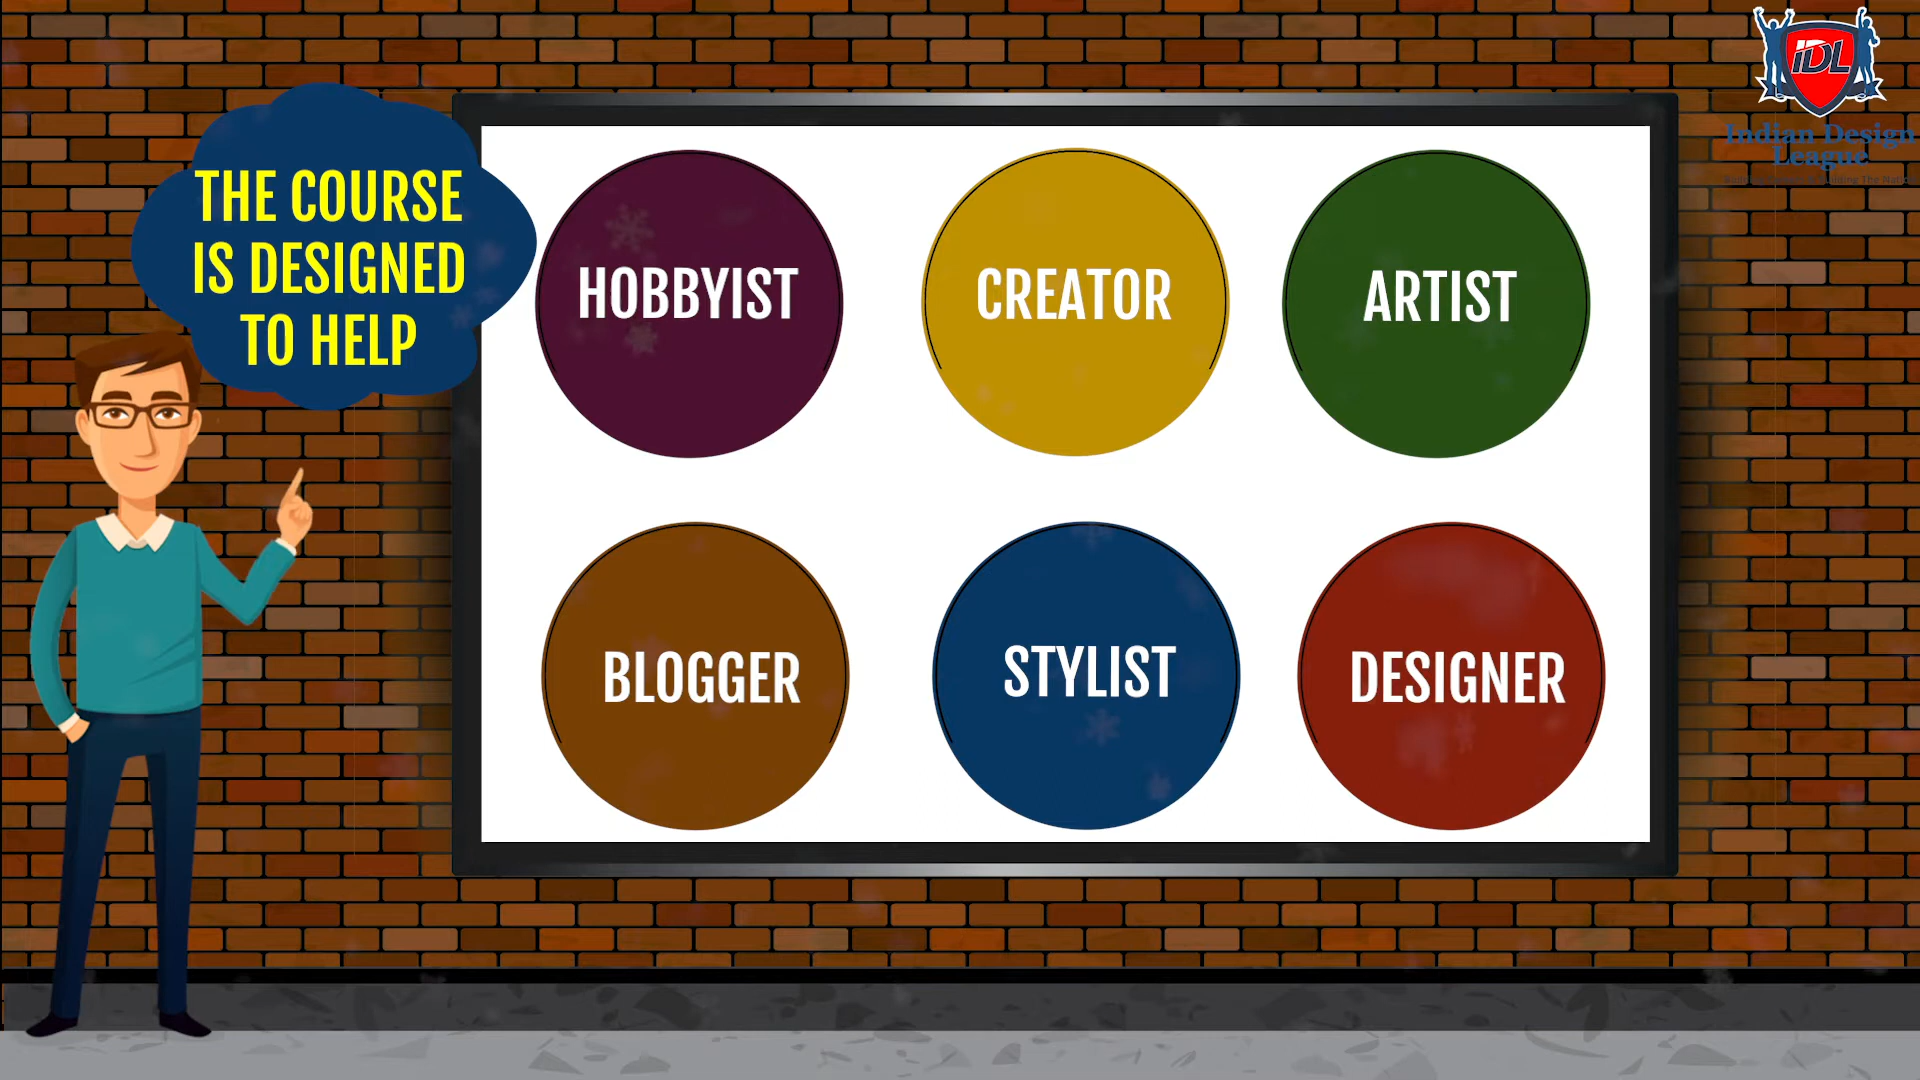 THE COURSE
IS DESIGNED
TO HELP
HOBBYIST
CREATOR
ARTIST
BLOGGER
STYLIST
DESIGNER
IDL
Indian Design
League